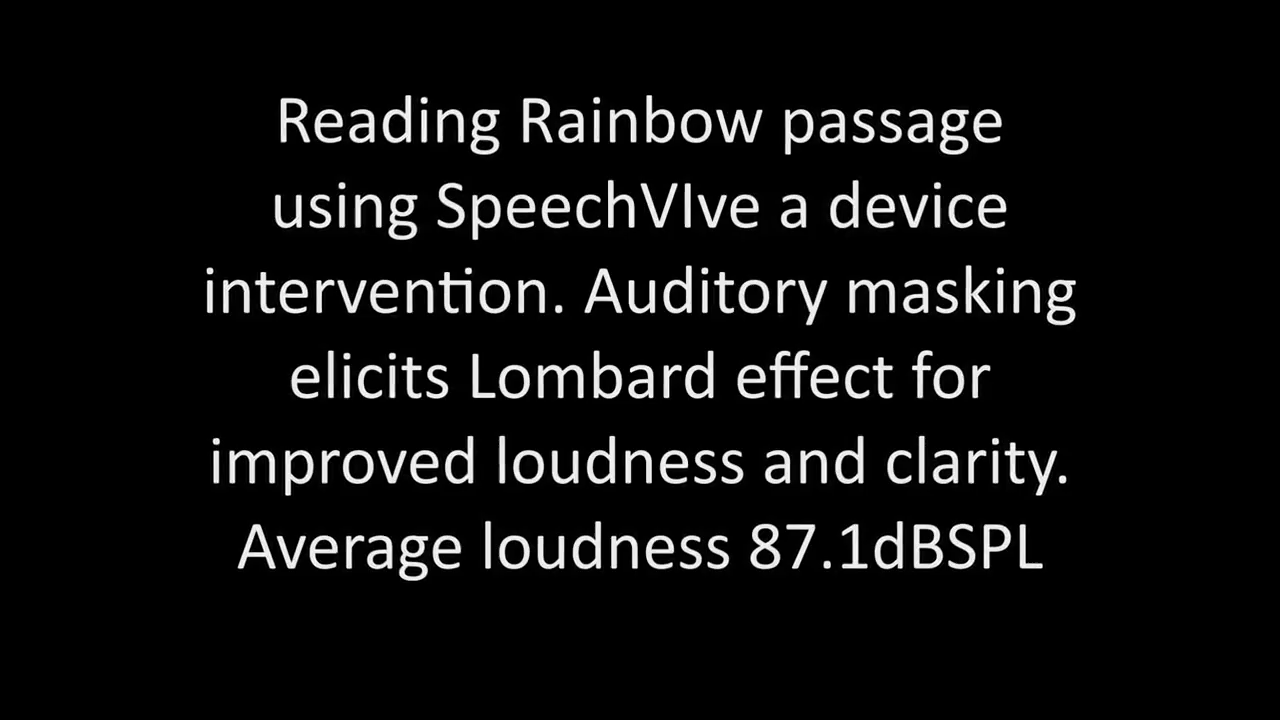 Reading Rainbow passage
using SpeechVIve a device
intervention. Auditory masking
elicits Lombard effect for
improved loudness and clarity.
Average loudness 87.1dBSPL